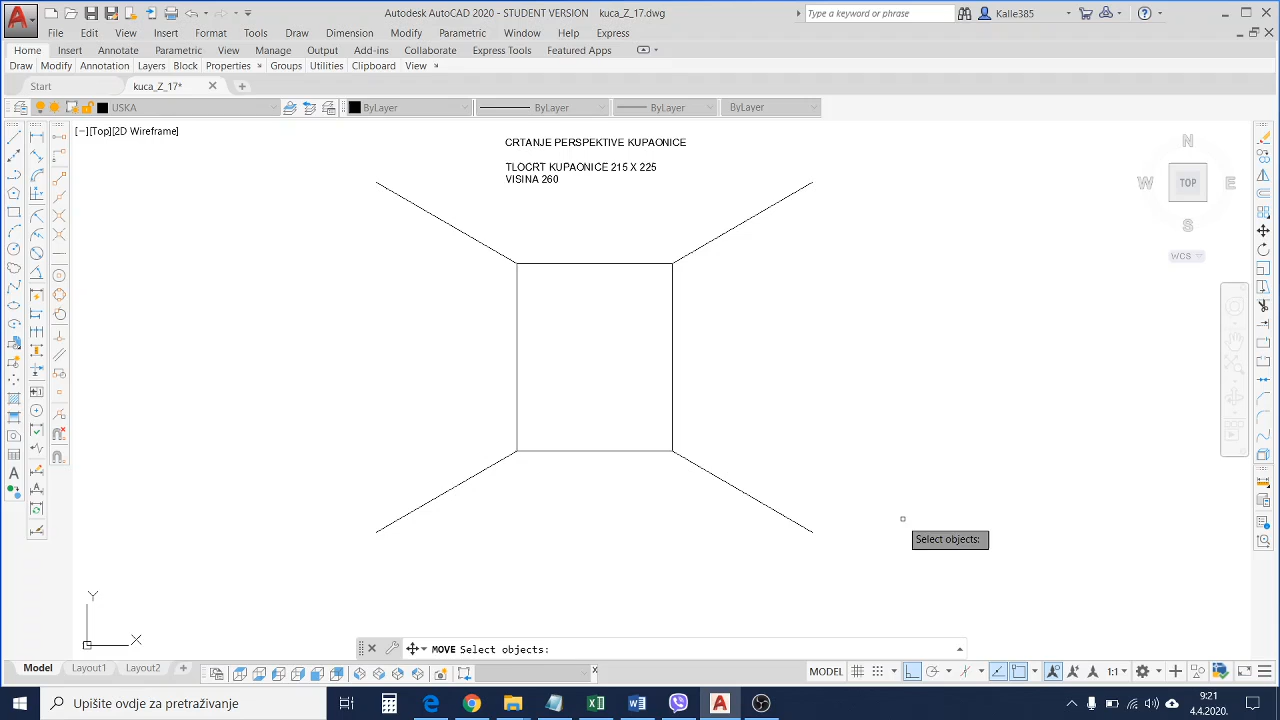 Autodesk AutoCAD 2020 - STUDENT VERSION kuca_Z_17.dwg
Type a keyword or phrase
Kalle385
File Edit View Insert Format Tools Draw Dimension Modify Parametric Window Help Express
Home Insert Annotate Parametric View Manage Output Add-ins Collaborate Express Tools Featured Apps
Draw Modify Annotation Layers Block Properties Groups Utilities Clipboard View
Start kuca_Z_17*
USKA ByLayer ByLayer ByLayer ByLayer
[−][Top][2D Wireframe]
CRTANJE PERSPEKTIVE KUPAONICE
TLOCRT KUPAONICE 215 X 225
VISINA 260
N
W TOP E
S
WCS
Select objects:
Y
X
MOVE Select objects:
Model Layout1 Layout2
MODEL 1:1
Upišite ovdje za pretraživanje
9:21
4.4.2020.